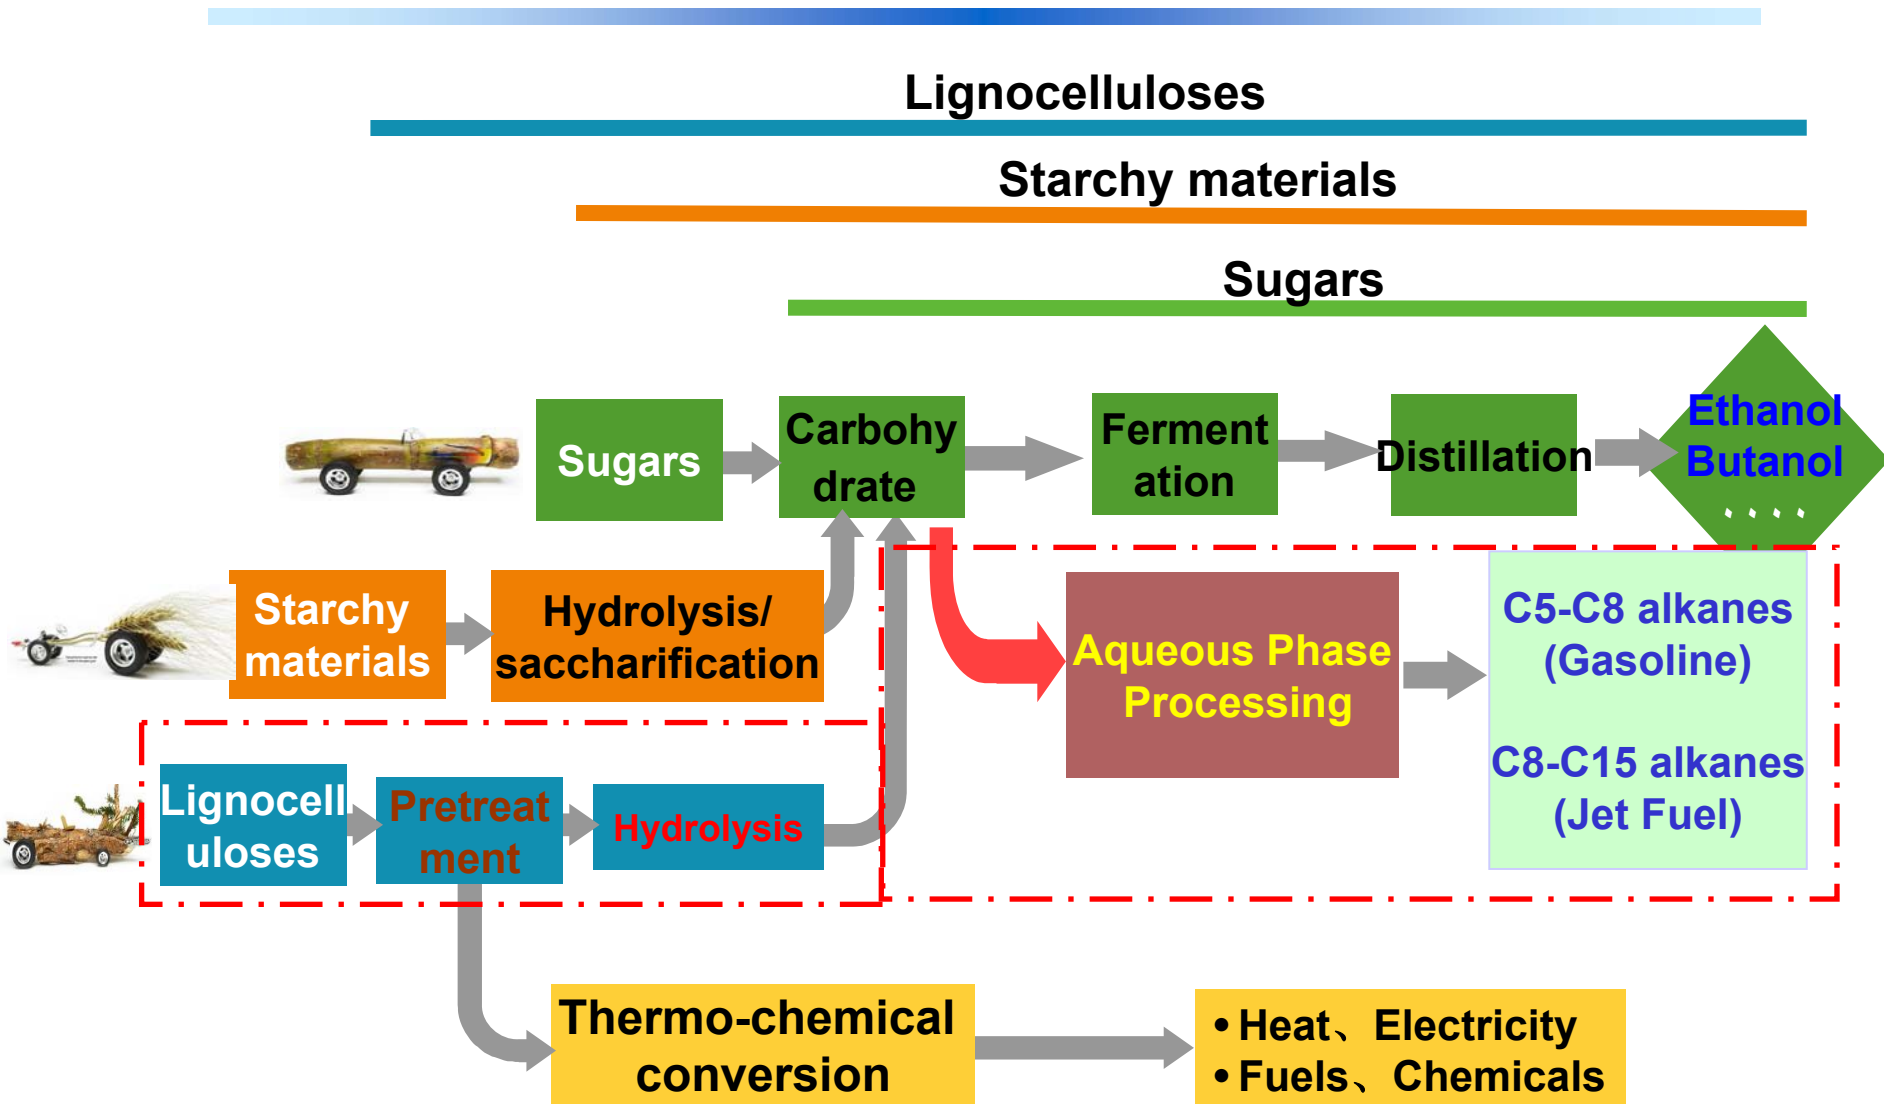 Lignocelluloses
Starchy materials
Sugars
Sugars
Carbohy
drate
Ferment
ation
Distillation
Ethanol
Butanol
Starchy
materials
Hydrolysis/
saccharification
Aqueous Phase
Processing
C5-C8 alkanes
(Gasoline)
C8-C15 alkanes
(Jet Fuel)
Lignocell
uloses
Pretreat
ment
Hydrolysis
Thermo-chemical
conversion
• Heat、Electricity
• Fuels、Chemicals